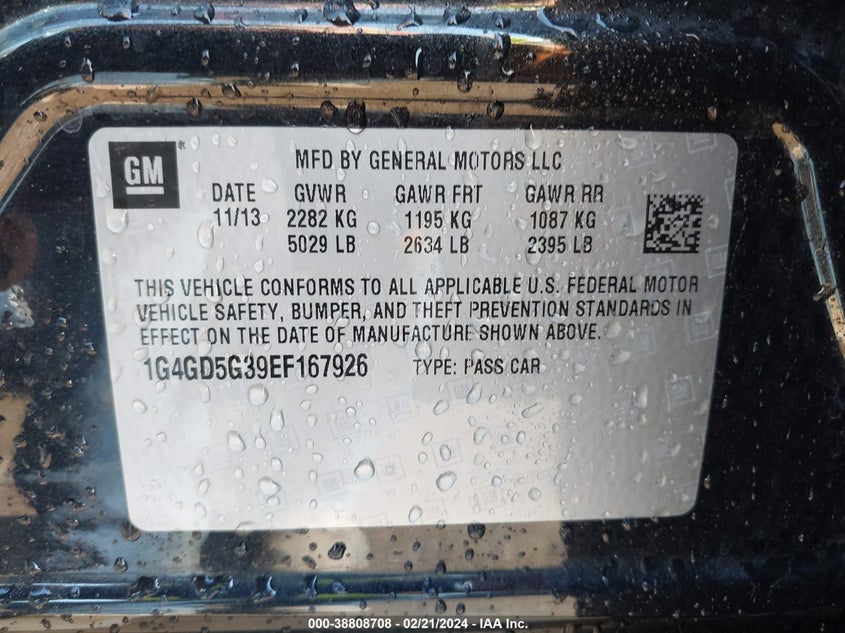 GM ® MFD BY GENERAL MOTORS LLC
DATE GVWR GAWR FRT GAWR RR
11/13 2282 KG 1195 KG 1087 KG
5029 LB 2634 LB 2395 LB
THIS VEHICLE CONFORMS TO ALL APPLICABLE U.S. FEDERAL MOTOR
VEHICLE SAFETY, BUMPER, AND THEFT PREVENTION STANDARDS IN
EFFECT ON THE DATE OF MANUFACTURE SHOWN ABOVE.
1G4GD5G39EF167926 TYPE: PASS CAR
000-38808708 - 02/21/2024 - IAA Inc.